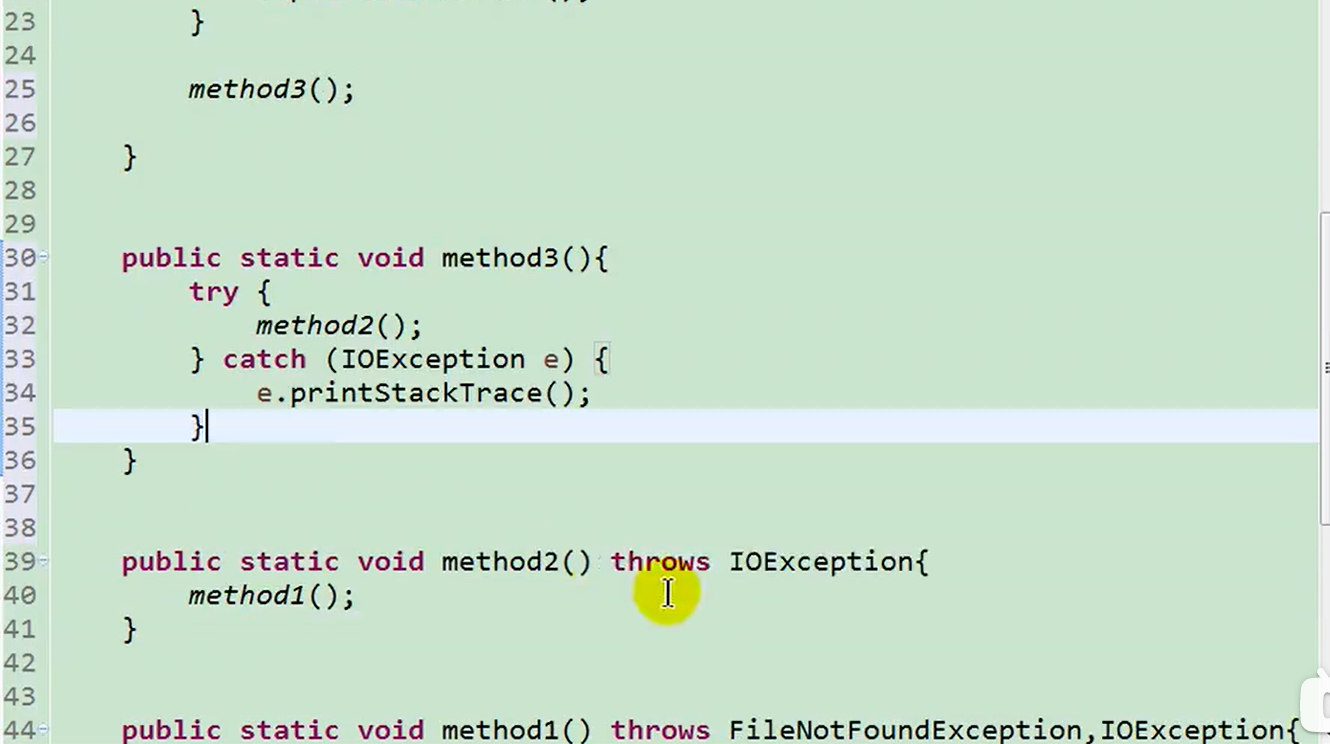 23 }
24
25 method3();
26
27 }
28
29
30 public static void method3(){
31 try {
32 method2();
33 } catch (IOException e) {
34 e.printStackTrace();
35 }
36 }
37
38
39 public static void method2() throws IOException{
40 method1();
41 }
42
43
44 public static void method1() throws FileNotFoundException,IOException{